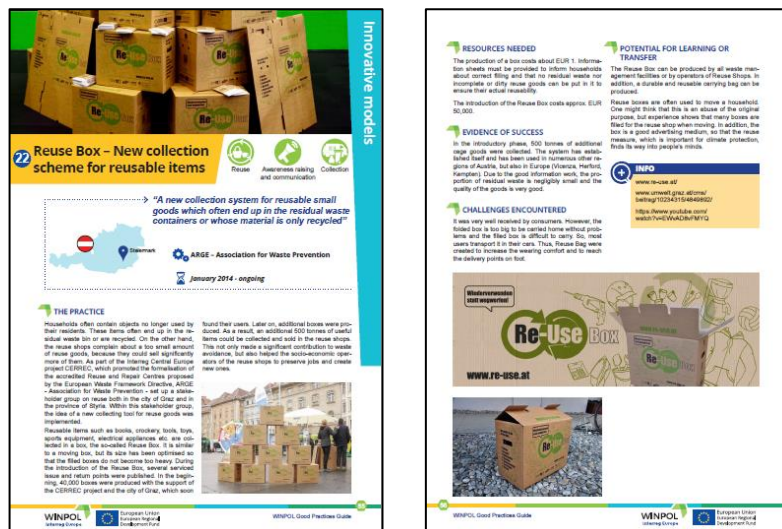 Innovative models
22 Reuse Box – New collection
scheme for reusable items
Reuse
Awareness raising
and communication
Collection
"A new collection system for reusable small
goods which often end up in the residual waste
containers or whose material is only recycled"
Steiermark
ARGE - Association for Waste Prevention
January 2014 - ongoing
THE PRACTICE
Households often contain objects no longer used by
their residents. These items often end up in the re-
sidual waste bin or are recycled. On the other hand,
the reuse shops complain about a too small amount
of reuse goods, because they could sell significantly
more of them. As part of the Interreg Central Europe
project CERREC, which promoted the formalisation of
the accredited Reuse and Repair Centres proposed
by the European Waste Framework Directive, ARGE
- Association for Waste Prevention - set up a stake-
holder group on reuse both in the city of Graz and in
the province of Styria. Within this stakeholder group,
the idea of a new collecting tool for reuse goods was
implemented.
Reusable items such as books, crockery, tools, toys,
sports equipment, electrical appliances etc. are col-
lected in a box, the so-called Reuse Box. It is similar
to a moving box, but its size has been optimised so
that the filled boxes do not become too heavy. During
the introduction of the Reuse Box, several serviced
issue and return points were published. In the begin-
ning, 40,000 boxes were produced with the support of
the CERREC project and the city of Graz, which soon
found their users. Later on, additional boxes were pro-
duced. As a result, an additional 500 tonnes of useful
items could be collected and sold in the reuse shops.
This not only made a significant contribution to waste
avoidance, but also helped the socio-economic oper-
ators of the reuse shops to preserve jobs and create
new ones.
WINPOL
Interreg Europe
European Union
European Regional
Development Fund
WINPOL Good Practices Guide
RESOURCES NEEDED
The production of a box costs about EUR 1. Informa-
tion sheets must be provided to inform households
about correct filling and that no residual waste nor
incomplete or dirty reuse goods can be put in it to
ensure their actual reusability.
The introduction of the Reuse Box costs approx. EUR
50,000.
EVIDENCE OF SUCCESS
In the introductory phase, 500 tonnes of additional
cage goods were collected. The system has estab-
lished itself and has been used in numerous other re-
gions of Austria, but also in Europe (Vicenza, Herford,
Kempten). Due to the good information work, the pro-
portion of residual waste is negligibly small and the
quality of the goods is very good.
CHALLENGES ENCOUNTERED
It was very well received by consumers. However, the
folded box is too big to be carried home without prob-
lems and the filled box is difficult to carry. So, most
users transport it in their cars. Thus, Reuse Bag were
created to increase the wearing comfort and to reach
the delivery points on foot.
POTENTIAL FOR LEARNING OR
TRANSFER
The Reuse Box can be produced by all waste man-
agement facilities or by operators of Reuse Shops. In
addition, a durable and reusable carrying bag can be
produced.
Reuse boxes are often used to move a household.
One might think that this is an abuse of the original
purpose, but experience shows that many boxes are
filled for the reuse shop when moving. In addition, the
box is a good advertising medium, so that the reuse
measure, which is important for climate protection,
finds its way into people's minds.
INFO
www.re-use.at/
www.umwelt.graz.at/cms/
beitrag/10234315/4849892/
https://www.youtube.com/
watch?v=EWvAD8vFMYQ
Wiederverwenden
statt wegwerfen!
Re-Use Box
www.re-use.at
WINPOL Good Practices Guide
WINPOL
Interreg Europe
European Union
European Regional
Development Fund